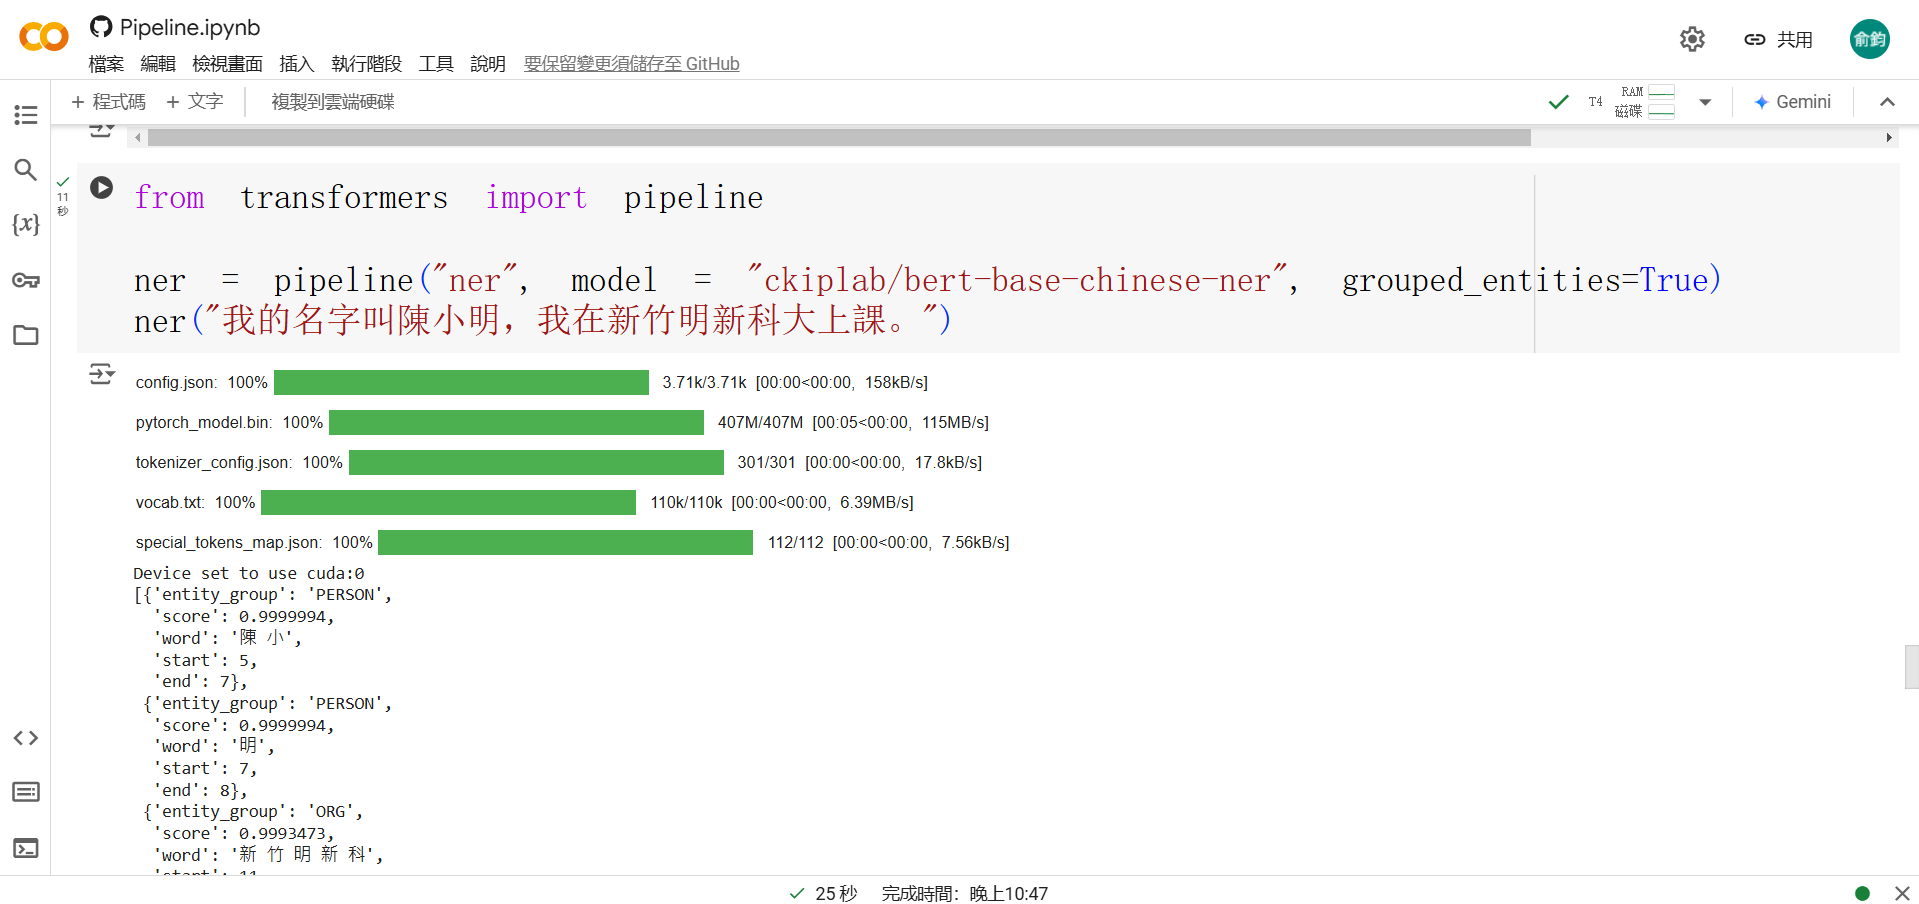 Pipeline.ipynb
檔案 編輯 檢視畫面 插入 執行階段 工具 說明 要保留變更須儲存至 GitHub
共用
俞鈞
+ 程式碼 + 文字 複製到雲端硬碟
T4 RAM 磁碟 Gemini
11 秒
from transformers import pipeline
ner = pipeline("ner", model = "ckiplab/bert-base-chinese-ner", grouped_entities=True)
ner("我的名字叫陳小明，我在新竹明新科大上課。")
config.json: 100% 3.71k/3.71k [00:00<00:00, 158kB/s]
pytorch_model.bin: 100% 407M/407M [00:05<00:00, 115MB/s]
tokenizer_config.json: 100% 301/301 [00:00<00:00, 17.8kB/s]
vocab.txt: 100% 110k/110k [00:00<00:00, 6.39MB/s]
special_tokens_map.json: 100% 112/112 [00:00<00:00, 7.56kB/s]
Device set to use cuda:0
[{'entity_group': 'PERSON',
'score': 0.9999994,
'word': '陳 小',
'start': 5,
'end': 7},
{'entity_group': 'PERSON',
'score': 0.9999994,
'word': '明',
'start': 7,
'end': 8},
{'entity_group': 'ORG',
'score': 0.9993473,
'word': '新 竹 明 新 科',
'start': 11
25 秒 完成時間：晚上10:47